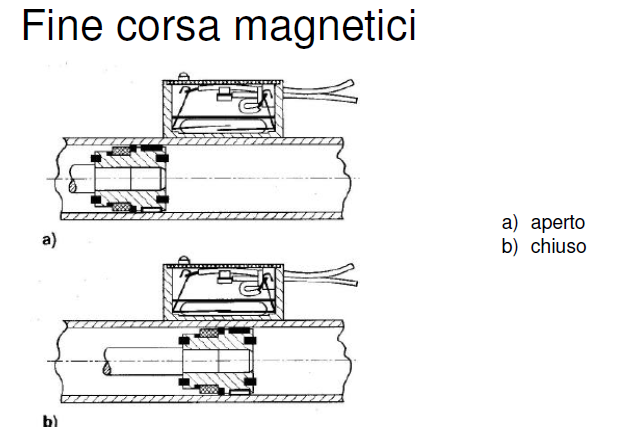 Fine corsa magnetici
a) aperto
b) chiuso
a)
b)